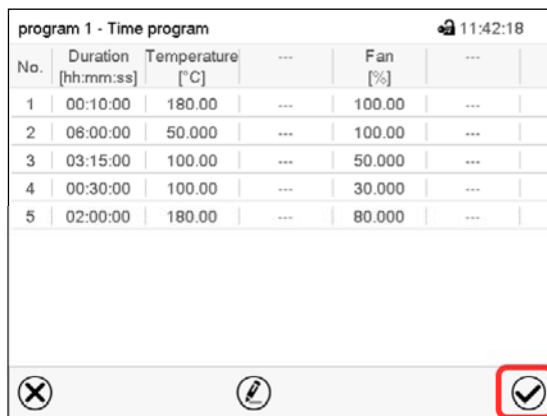 program 1 - Time program 11:42:18
No. Duration [hh:mm:ss] Temperature [°C] --- Fan [%] ---
1 00:10:00 180.00 --- 100.00 ---
2 06:00:00 50.000 --- 100.00 ---
3 03:15:00 100.00 --- 50.000 ---
4 00:30:00 100.00 --- 30.000 ---
5 02:00:00 180.00 --- 80.000 ---